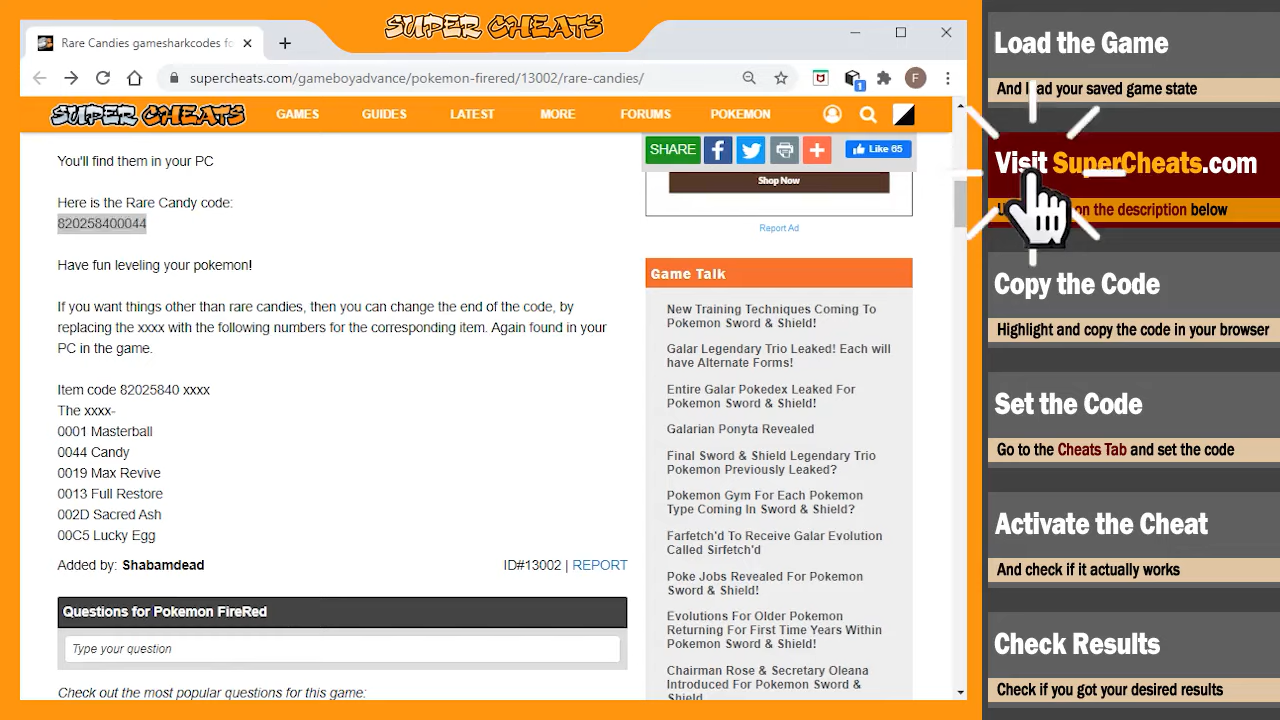 SUPER CHEATS
Rare Candies gamesharkcodes fo
supercheats.com/gameboyadvance/pokemon-firered/13002/rare-candies/
1
F
SUPER CHEATS
GAMES
GUIDES
LATEST
MORE
FORUMS
POKEMON
You'll find them in your PC
Here is the Rare Candy code:
820258400044
Have fun leveling your pokemon!
If you want things other than rare candies, then you can change the end of the code, by
replacing the xxxx with the following numbers for the corresponding item. Again found in your
PC in the game.
Item code 82025840 xxxx
The xxxx-
0001 Masterball
0044 Candy
0019 Max Revive
0013 Full Restore
002D Sacred Ash
00C5 Lucky Egg
Added by: Shabamdead
ID#13002 | REPORT
Questions for Pokemon FireRed
Type your question
Check out the most popular questions for this game:
SHARE
Like 65
Shop Now
Report Ad
Game Talk
New Training Techniques Coming To
Pokemon Sword & Shield!
Galar Legendary Trio Leaked! Each will
have Alternate Forms!
Entire Galar Pokedex Leaked For
Pokemon Sword & Shield!
Galarian Ponyta Revealed
Final Sword & Shield Legendary Trio
Pokemon Previously Leaked?
Pokemon Gym For Each Pokemon
Type Coming In Sword & Shield?
Farfetch'd To Receive Galar Evolution
Called Sirfetch'd
Poke Jobs Revealed For Pokemon
Sword & Shield!
Evolutions For Older Pokemon
Returning For First Time Years Within
Pokemon Sword & Shield!
Chairman Rose & Secretary Oleana
Introduced For Pokemon Sword &
Shield
Load the Game
And load your saved game state
Visit SuperCheats.com
on the description below
Copy the Code
Highlight and copy the code in your browser
Set the Code
Go to the Cheats Tab and set the code
Activate the Cheat
And check if it actually works
Check Results
Check if you got your desired results